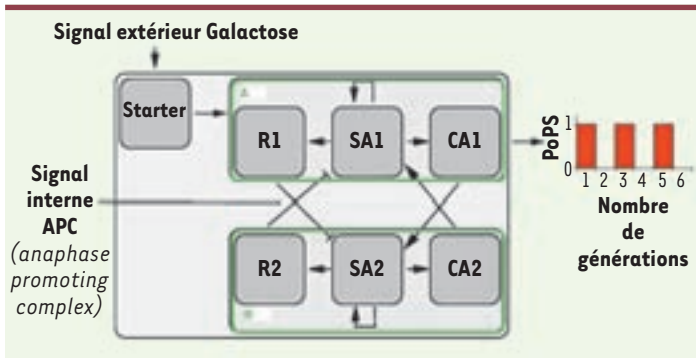 Signal extérieur Galactose
Starter
R1
SA1
CA1
Signal
interne
APC
(anaphase
promoting
complex)
R2
SA2
CA2
PoPS
1
0
1 2 3 4 5 6
Nombre
de
générations